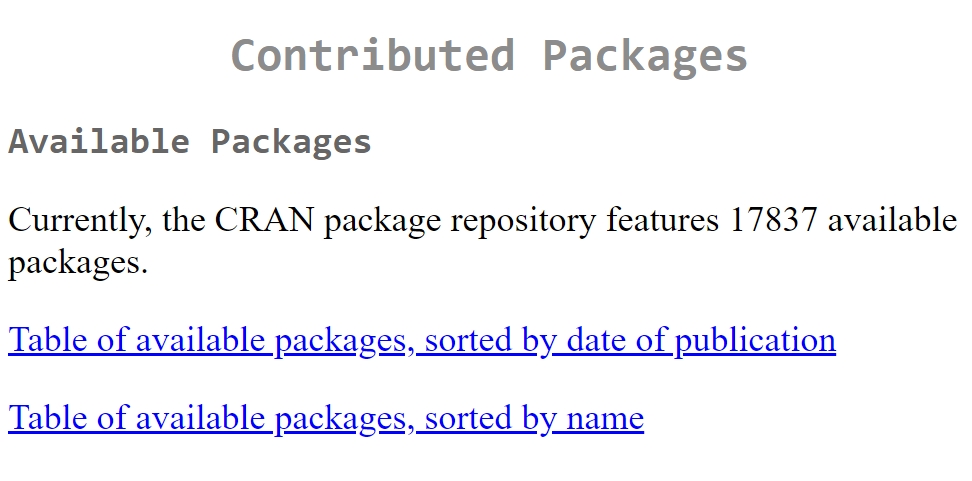 Contributed Packages
Available Packages
Currently, the CRAN package repository features 17837 available
packages.
Table of available packages, sorted by date of publication
Table of available packages, sorted by name